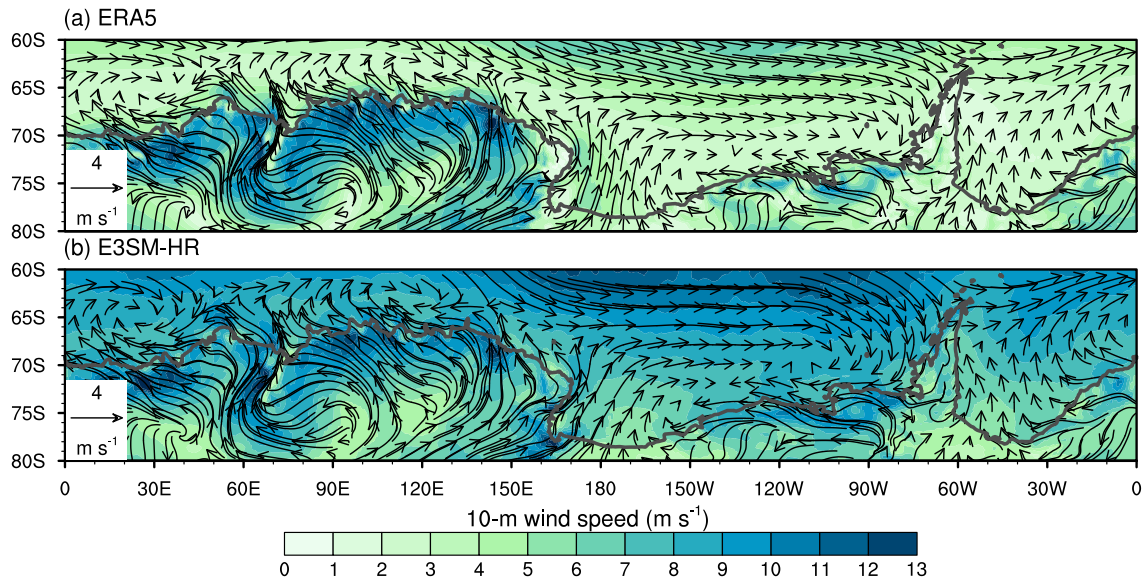 (a) ERA5
60S
65S
70S
75S
80S
4
m s⁻¹
(b) E3SM-HR
60S
65S
70S
75S
80S
4
m s⁻¹
0 30E 60E 90E 120E 150E 180 150W 120W 90W 60W 30W 0
10-m wind speed (m s⁻¹)
0 1 2 3 4 5 6 7 8 9 10 11 12 13